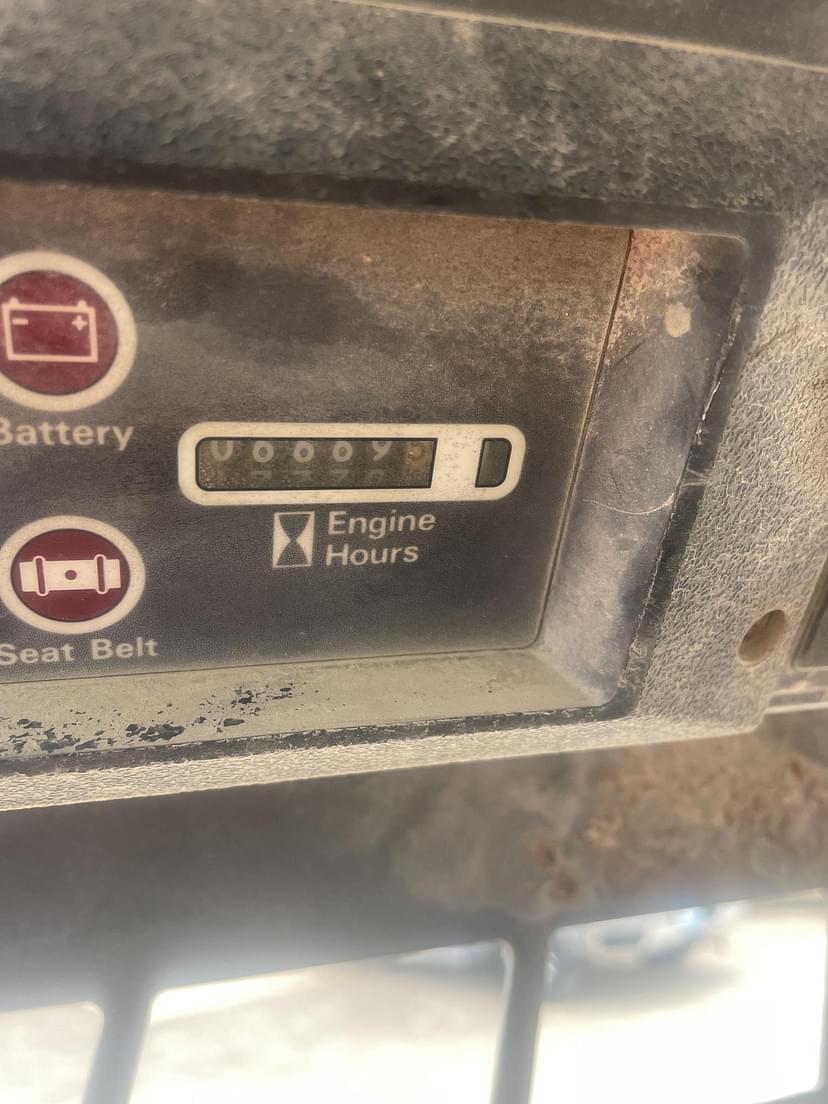 Battery
Engine
Hours
Seat Belt